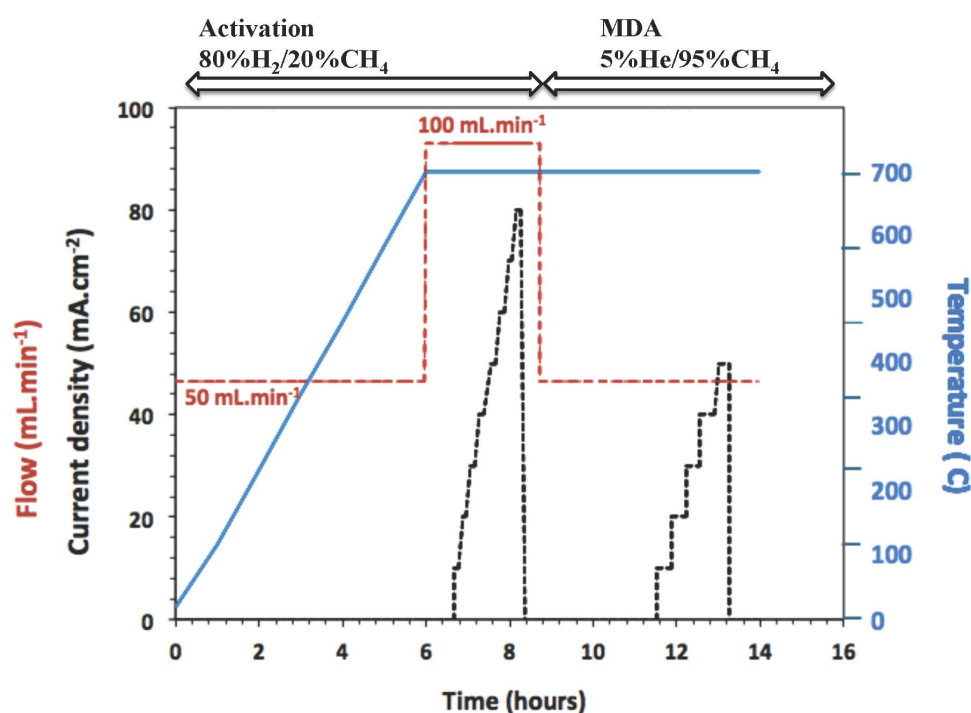 Activation
80%H₂/20%CH₄
MDA
5%He/95%CH₄
100 mL.min⁻¹
50 mL.min⁻¹
Flow (mL.min⁻¹)
Current density (mA.cm⁻²)
100
80
60
40
20
0
700
600
500
400
300
200
100
0
Temperature ( C)
0 2 4 6 8 10 12 14 16
Time (hours)